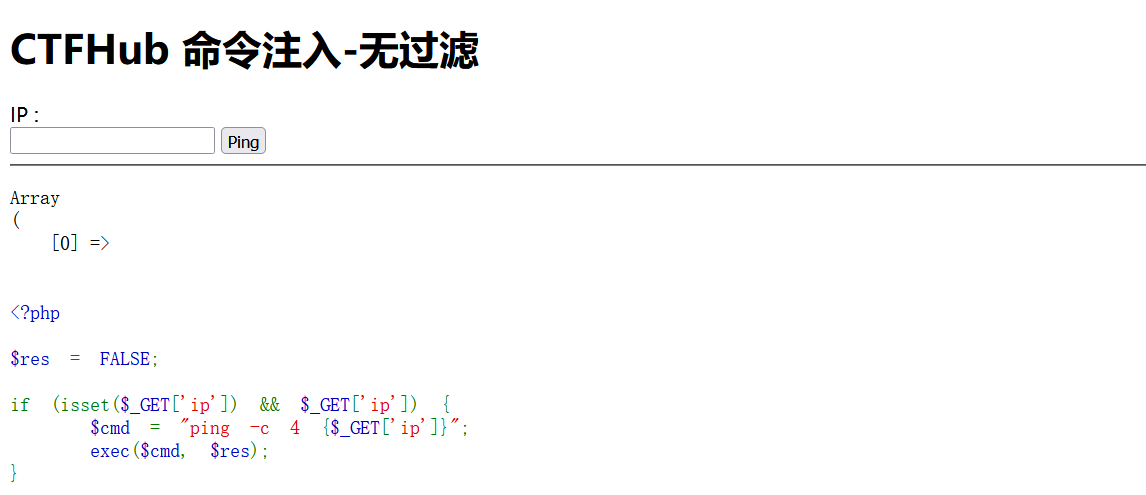 CTFHub 命令注入-无过滤
IP :
Ping
Array
(
    [0] =>
<?php
$res = FALSE;
if (isset($_GET['ip']) && $_GET['ip']) {
        $cmd = "ping -c 4 {$_GET['ip']}";
        exec($cmd, $res);
}